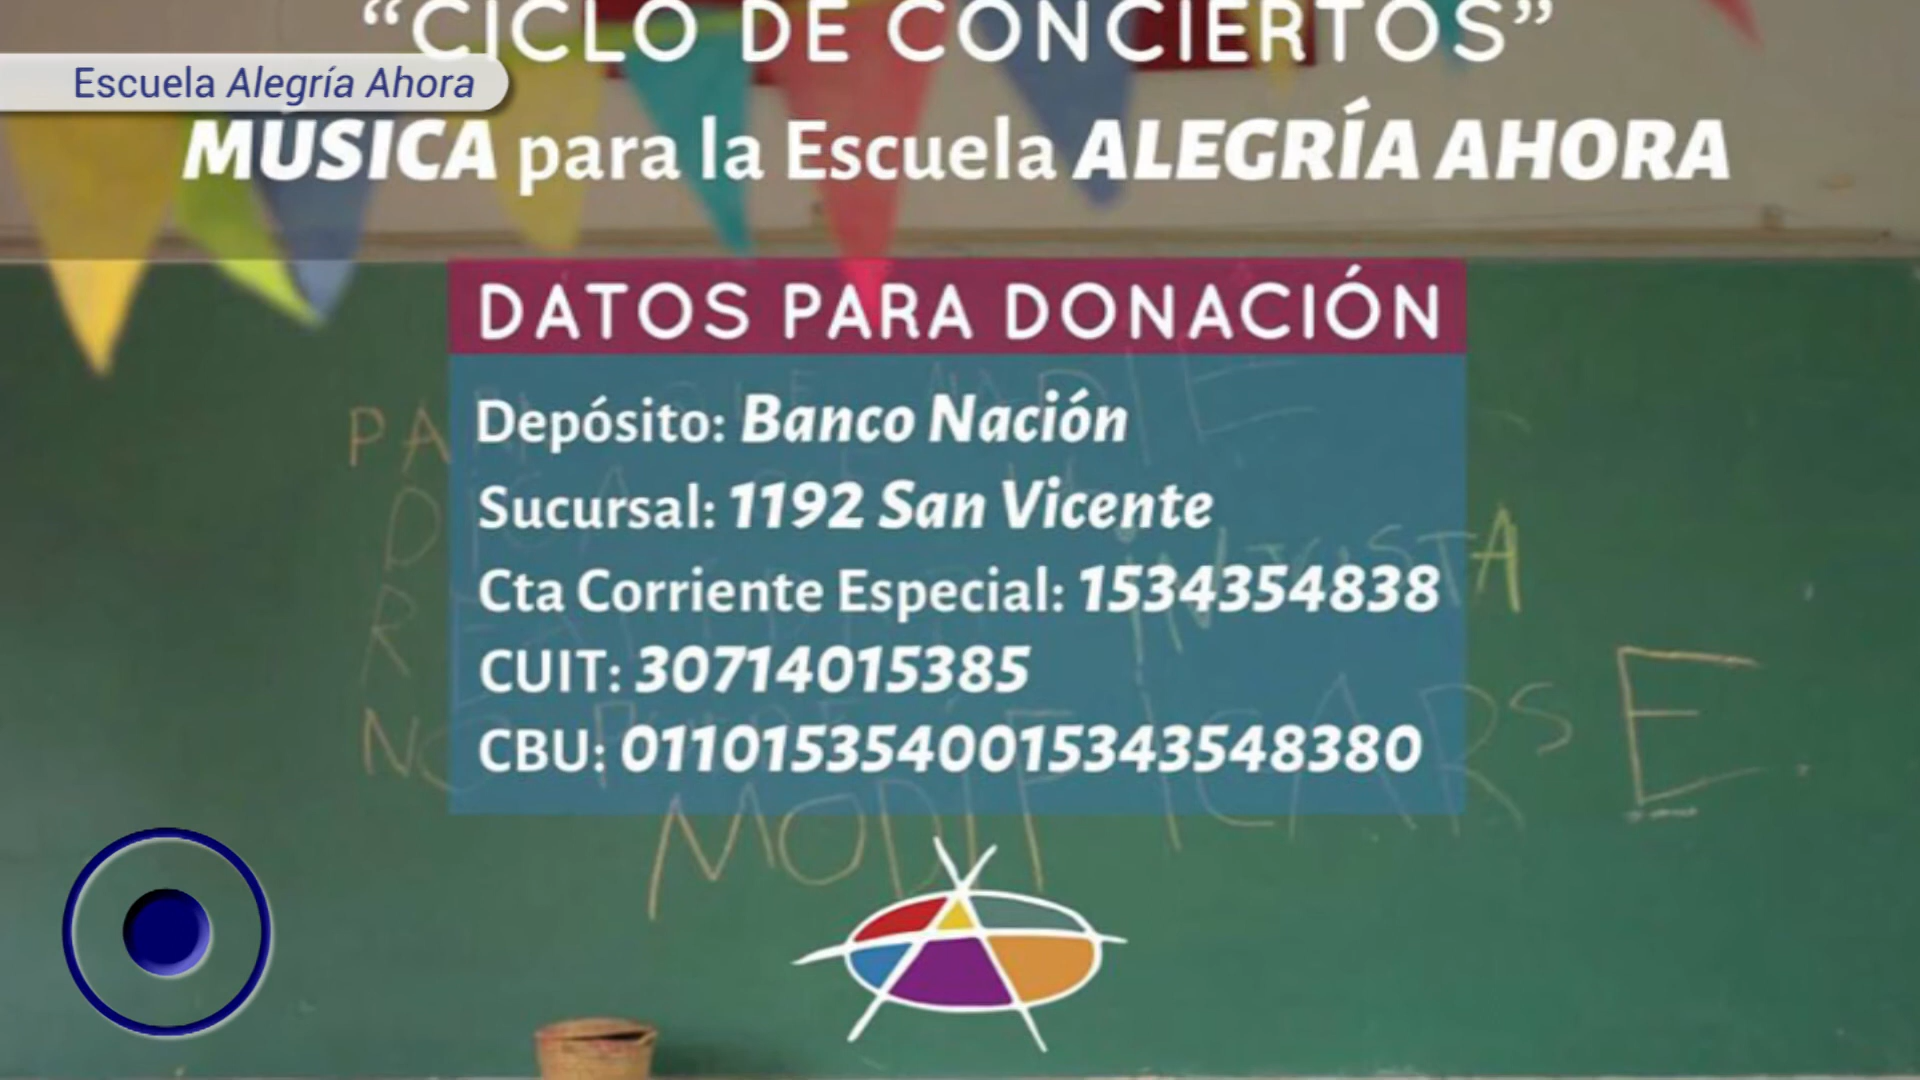 “CICLO DE CONCIERTOS”
Escuela Alegría Ahora
MÚSICA para la Escuela ALEGRÍA AHORA
DATOS PARA DONACIÓN
Depósito: Banco Nación
Sucursal: 1192 San Vicente
Cta Corriente Especial: 1534354838
CUIT: 30714015385
CBU: 0110153540015343548380
MODIFICARSE.